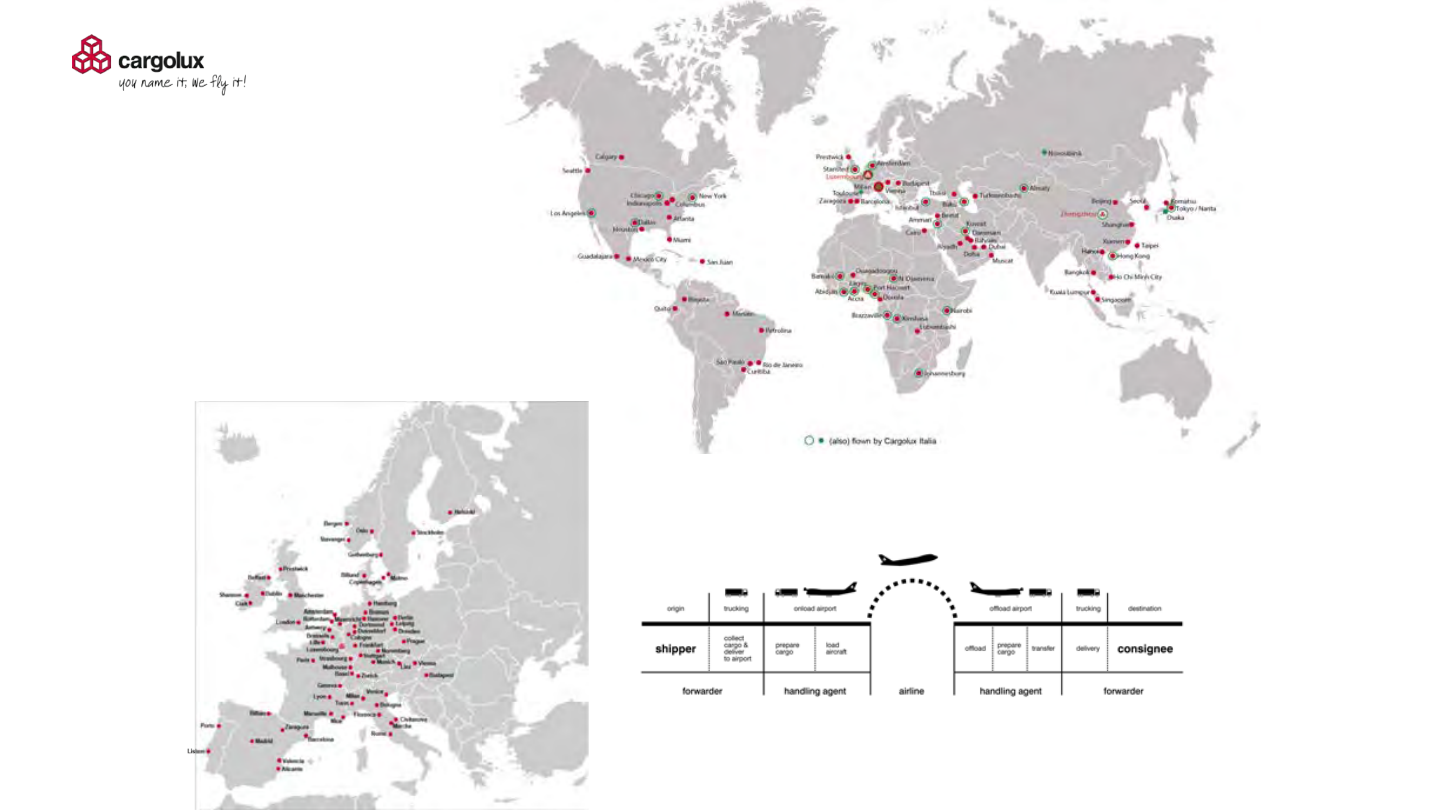 cargolux
you name it, we fly it!
Calgary
Seattle
Chicago
New York
Indianapolis
Columbus
Los Angeles
Dallas
Atlanta
Houston
Miami
Guadalajara
Mexico City
San Juan
Bogota
Quito
Manaus
Petrolina
Sao Paulo
Rio de Janeiro
Curitiba
Prestwick
Amsterdam
Stansted
Luxembourg
Milan
Budapest
Vienna
Toulouse
Zaragoza
Barcelona
Istanbul
Tbilisi
Baku
Turkmenbashi
Almaty
Novosibirsk
Beirut
Amman
Cairo
Kuwait
Dammam
Bahrain
Riyadh
Doha
Dubai
Muscat
Beijing
Seoul
Komatsu
Tokyo / Narita
Osaka
Zhengzhou
Shanghai
Xiamen
Taipei
Hanoi
Hong Kong
Bangkok
Ho Chi Minh City
Kuala Lumpur
Singapore
Bamako
Ouagadougou
N'Djamena
Lagos
Port Harcourt
Abidjan
Accra
Douala
Brazzaville
Kinshasa
Nairobi
Lubumbashi
Johannesburg
(also) flown by Cargolux Italia
Helsinki
Bergen
Oslo
Stavanger
Stockholm
Gothenburg
Prestwick
Belfast
Billund
Malmo
Copenhagen
Shannon
Dublin
Manchester
Cork
Hamburg
Amsterdam
Bremen
Rotterdam
Maastricht
Hannover
Berlin
London
Dortmund
Leipzig
Antwerp
Dusseldorf
Dresden
Brussels
Cologne
Lille
Frankfurt
Prague
Luxembourg
Nuremberg
Paris
Strasbourg
Stuttgart
Munich
Linz
Vienna
Mulhouse
Basel
Zurich
Budapest
Geneva
Lyon
Milan
Venice
Turin
Bologna
Bilbao
Marseille
Nice
Florence
Porto
Zaragoza
Rome
Madrid
Barcelona
Lisbon
Valencia
Alicante
origin
trucking
onload airport
offload airport
trucking
destination
shipper
collect
cargo &
deliver
to airport
prepare
cargo
load
aircraft
offload
prepare
cargo
transfer
delivery
consignee
forwarder
handling agent
airline
handling agent
forwarder